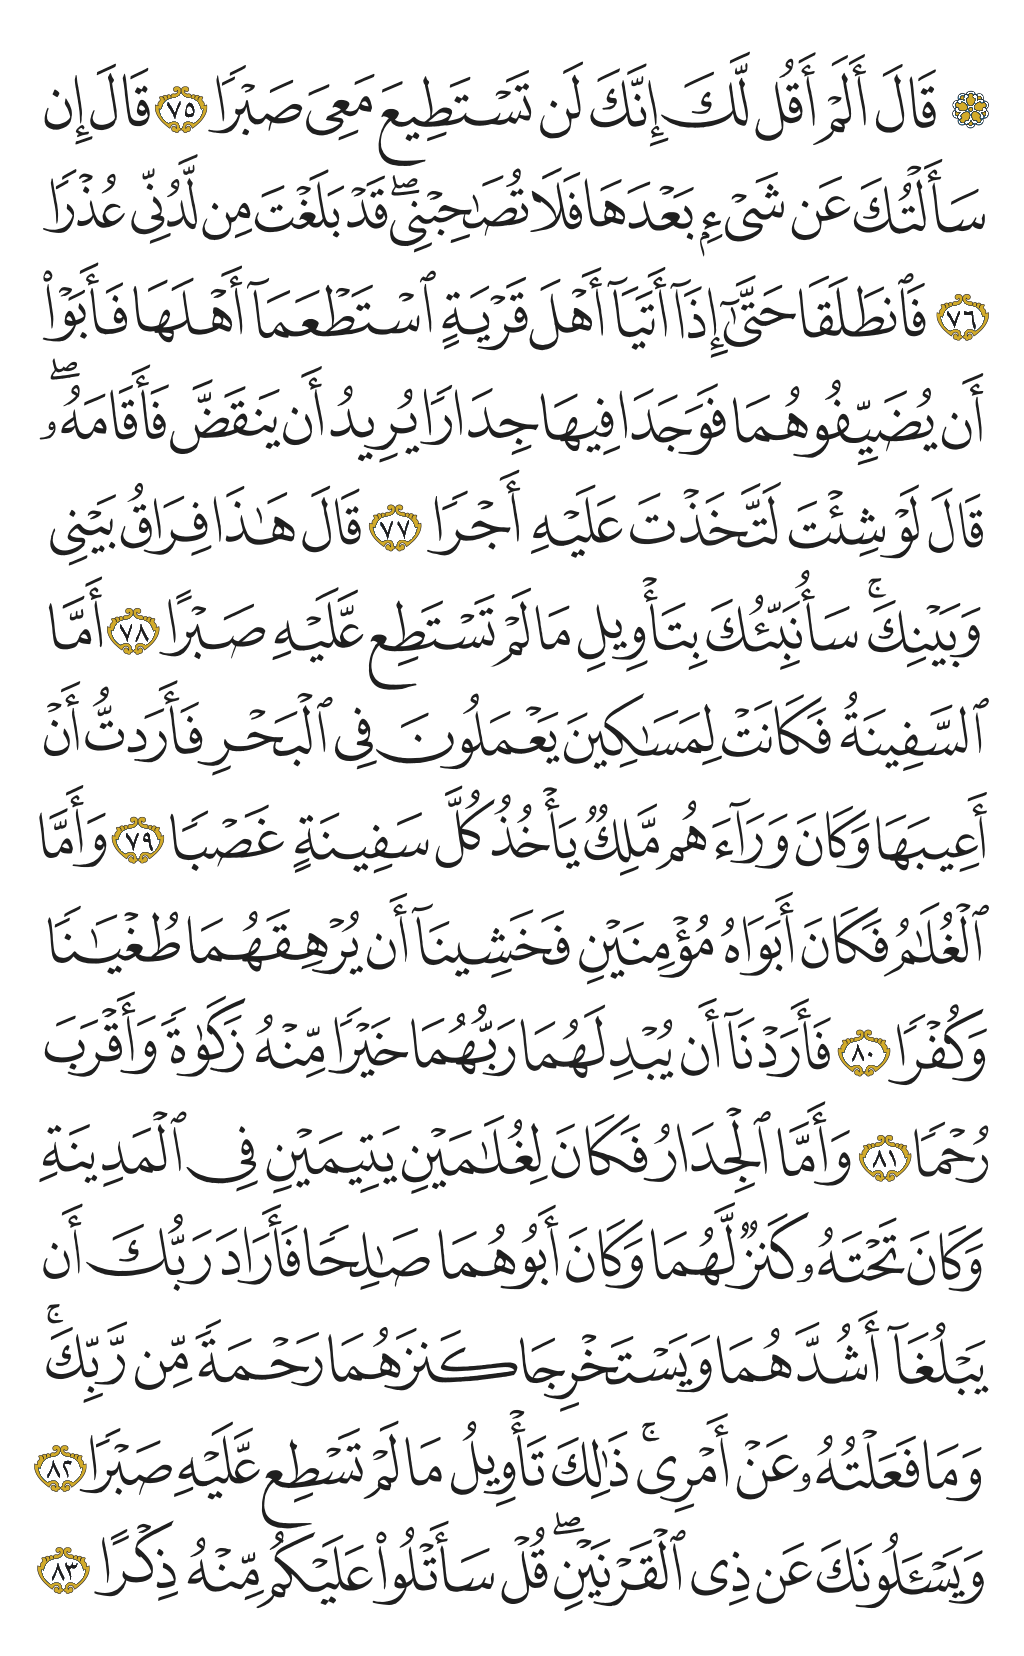 ۞ قَالَ أَلَمْ أَقُل لَّكَ إِنَّكَ لَن تَسْتَطِيعَ مَعِىَ صَبْرًا ٧٥ قَالَ إِن
سَأَلْتُكَ عَن شَىْءٍۭ بَعْدَهَا فَلَا تُصَٰحِبْنِى ۖ قَدْ بَلَغْتَ مِن لَّدُنِّى عُذْرًا
٧٦ فَٱنطَلَقَا حَتَّىٰٓ إِذَآ أَتَيَآ أَهْلَ قَرْيَةٍ ٱسْتَطْعَمَآ أَهْلَهَا فَأَبَوْا۟
أَن يُضَيِّفُوهُمَا فَوَجَدَا فِيهَا جِدَارًا يُرِيدُ أَن يَنقَضَّ فَأَقَامَهُۥ ۖ
قَالَ لَوْ شِئْتَ لَتَّخَذْتَ عَلَيْهِ أَجْرًا ٧٧ قَالَ هَٰذَا فِرَاقُ بَيْنِى
وَبَيْنِكَ ۚ سَأُنَبِّئُكَ بِتَأْوِيلِ مَا لَمْ تَسْتَطِع عَّلَيْهِ صَبْرًا ٧٨ أَمَّا
ٱلسَّفِينَةُ فَكَانَتْ لِمَسَٰكِينَ يَعْمَلُونَ فِى ٱلْبَحْرِ فَأَرَدتُّ أَنْ
أَعِيبَهَا وَكَانَ وَرَآءَهُم مَّلِكٌ يَأْخُذُ كُلَّ سَفِينَةٍ غَصْبًا ٧٩ وَأَمَّا
ٱلْغُلَٰمُ فَكَانَ أَبَوَاهُ مُؤْمِنَيْنِ فَخَشِينَآ أَن يُرْهِقَهُمَا طُغْيَٰنًا
وَكُفْرًا ٨٠ فَأَرَدْنَآ أَن يُبْدِلَهُمَا رَبُّهُمَا خَيْرًا مِّنْهُ زَكَوٰةً وَأَقْرَبَ
رُحْمًا ٨١ وَأَمَّا ٱلْجِدَارُ فَكَانَ لِغُلَٰمَيْنِ يَتِيمَيْنِ فِى ٱلْمَدِينَةِ
وَكَانَ تَحْتَهُۥ كَنزٌ لَّهُمَا وَكَانَ أَبُوهُمَا صَٰلِحًا فَأَرَادَ رَبُّكَ أَن
يَبْلُغَآ أَشُدَّهُمَا وَيَسْتَخْرِجَا كَنزَهُمَا رَحْمَةً مِّن رَّبِّكَ ۚ
وَمَا فَعَلْتُهُۥ عَنْ أَمْرِى ۚ ذَٰلِكَ تَأْوِيلُ مَا لَمْ تَسْطِع عَّلَيْهِ صَبْرًا ٨٢
وَيَسْـَٔلُونَكَ عَن ذِى ٱلْقَرْنَيْنِ ۖ قُلْ سَأَتْلُوا۟ عَلَيْكُم مِّنْهُ ذِكْرًا ٨٣